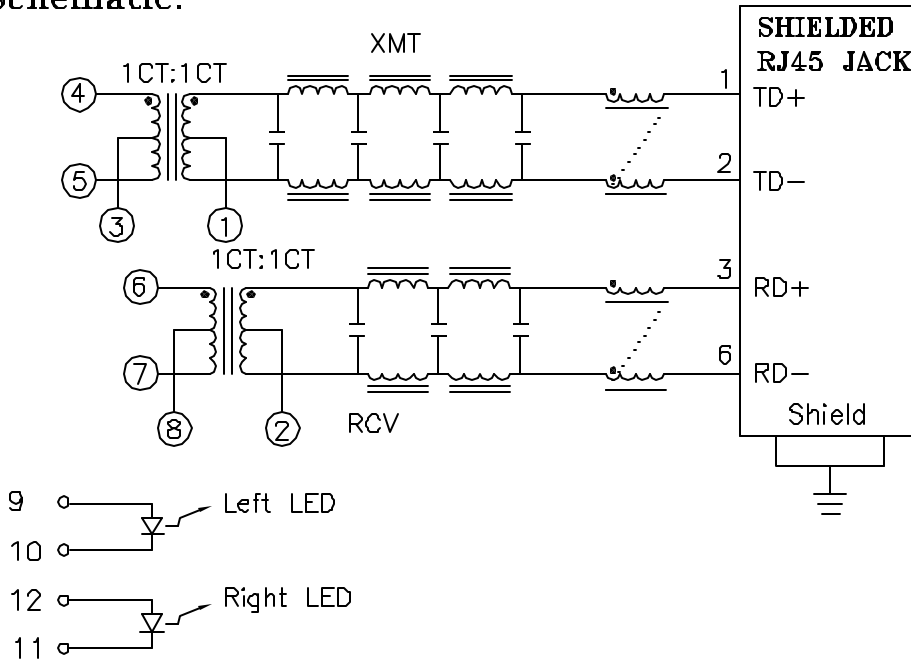 Schematic:
SHIELDED
RJ45 JACK
XMT
1CT:1CT
4
5
3
1
1
TD+
2
TD-
1CT:1CT
6
7
8
2
RCV
3
RD+
6
RD-
Shield
9
10
Left LED
12
11
Right LED